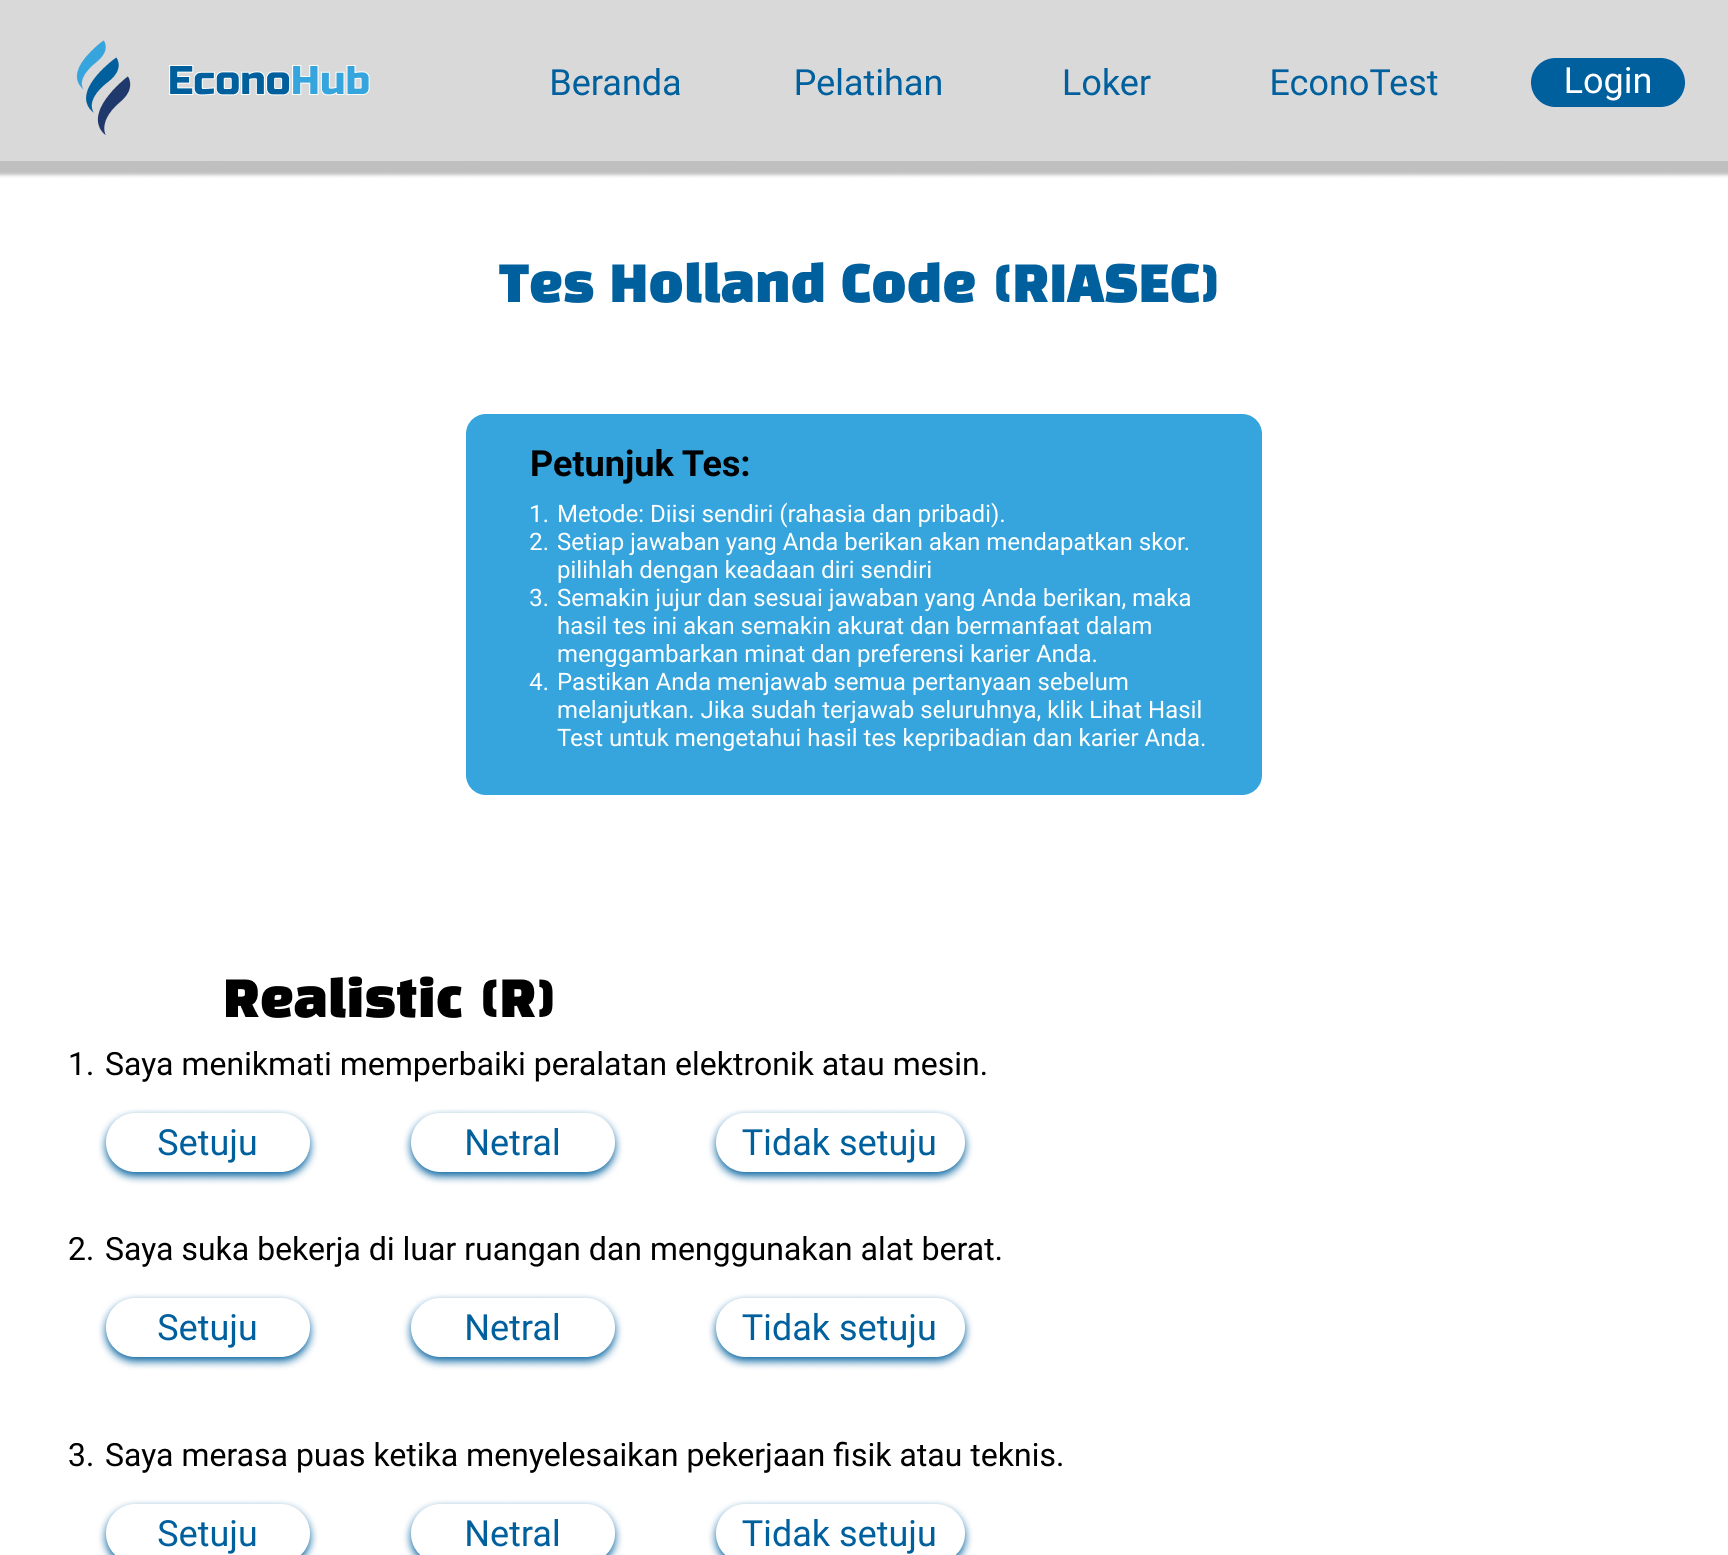 EconoHub
Beranda
Pelatihan
Loker
EconoTest
Login
Tes Holland Code (RIASEC)
Petunjuk Tes:
1. Metode: Diisi sendiri (rahasia dan pribadi).
2. Setiap jawaban yang Anda berikan akan mendapatkan skor.
pilihlah dengan keadaan diri sendiri
3. Semakin jujur dan sesuai jawaban yang Anda berikan, maka
hasil tes ini akan semakin akurat dan bermanfaat dalam
menggambarkan minat dan preferensi karier Anda.
4. Pastikan Anda menjawab semua pertanyaan sebelum
melanjutkan. Jika sudah terjawab seluruhnya, klik Lihat Hasil
Test untuk mengetahui hasil tes kepribadian dan karier Anda.
Realistic (R)
1. Saya menikmati memperbaiki peralatan elektronik atau mesin.
Setuju
Netral
Tidak setuju
2. Saya suka bekerja di luar ruangan dan menggunakan alat berat.
Setuju
Netral
Tidak setuju
3. Saya merasa puas ketika menyelesaikan pekerjaan fisik atau teknis.
Setuju
Netral
Tidak setuju